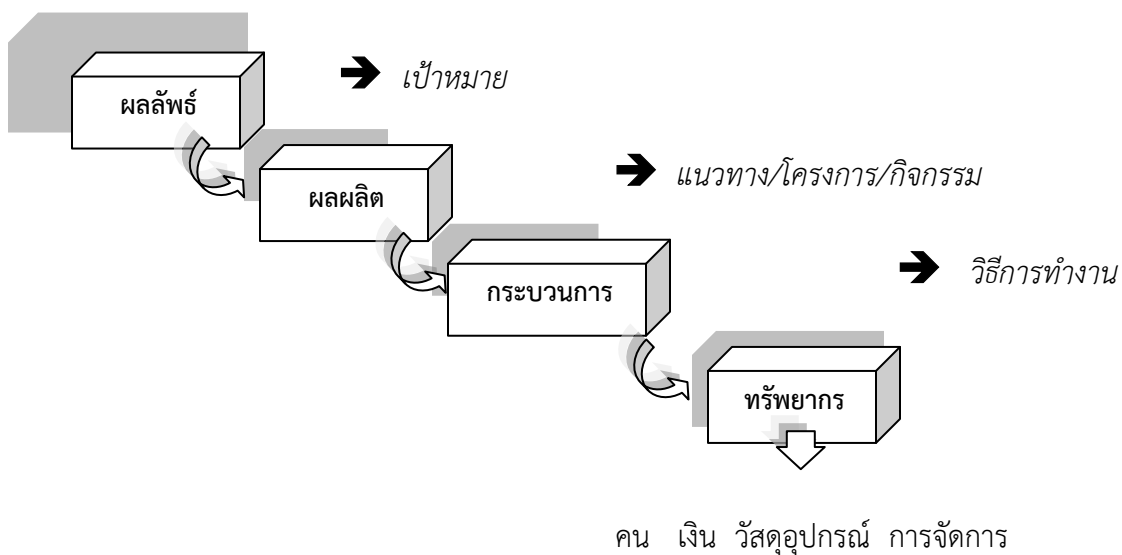 ผลลัพธ์
➔ เป้าหมาย
ผลผลิต
➔ แนวทาง/โครงการ/กิจกรรม
กระบวนการ
➔ วิธีการทำงาน
ทรัพยากร
คน เงิน วัสดุอุปกรณ์ การจัดการ